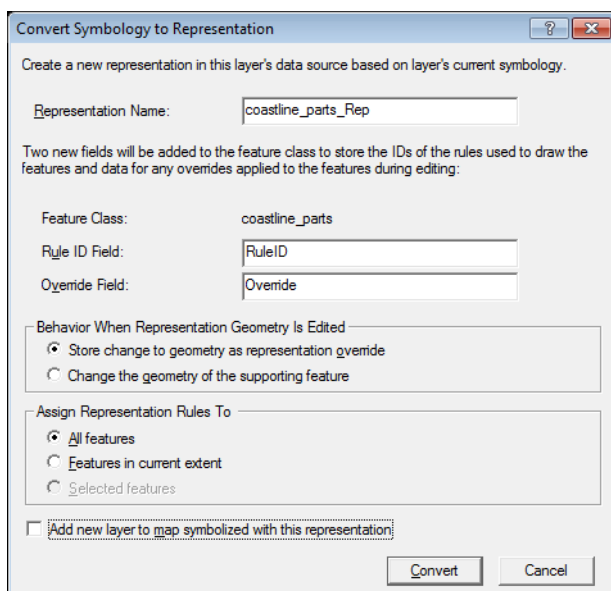 Convert Symbology to Representation
Create a new representation in this layer's data source based on layer's current symbology.
Representation Name: coastline_parts_Rep
Two new fields will be added to the feature class to store the IDs of the rules used to draw the
features and data for any overrides applied to the features during editing:
Feature Class: coastline_parts
Rule ID Field: RuleID
Override Field: Override
Behavior When Representation Geometry Is Edited
Store change to geometry as representation override
Change the geometry of the supporting feature
Assign Representation Rules To
All features
Features in current extent
Selected features
Add new layer to map symbolized with this representation
Convert Cancel